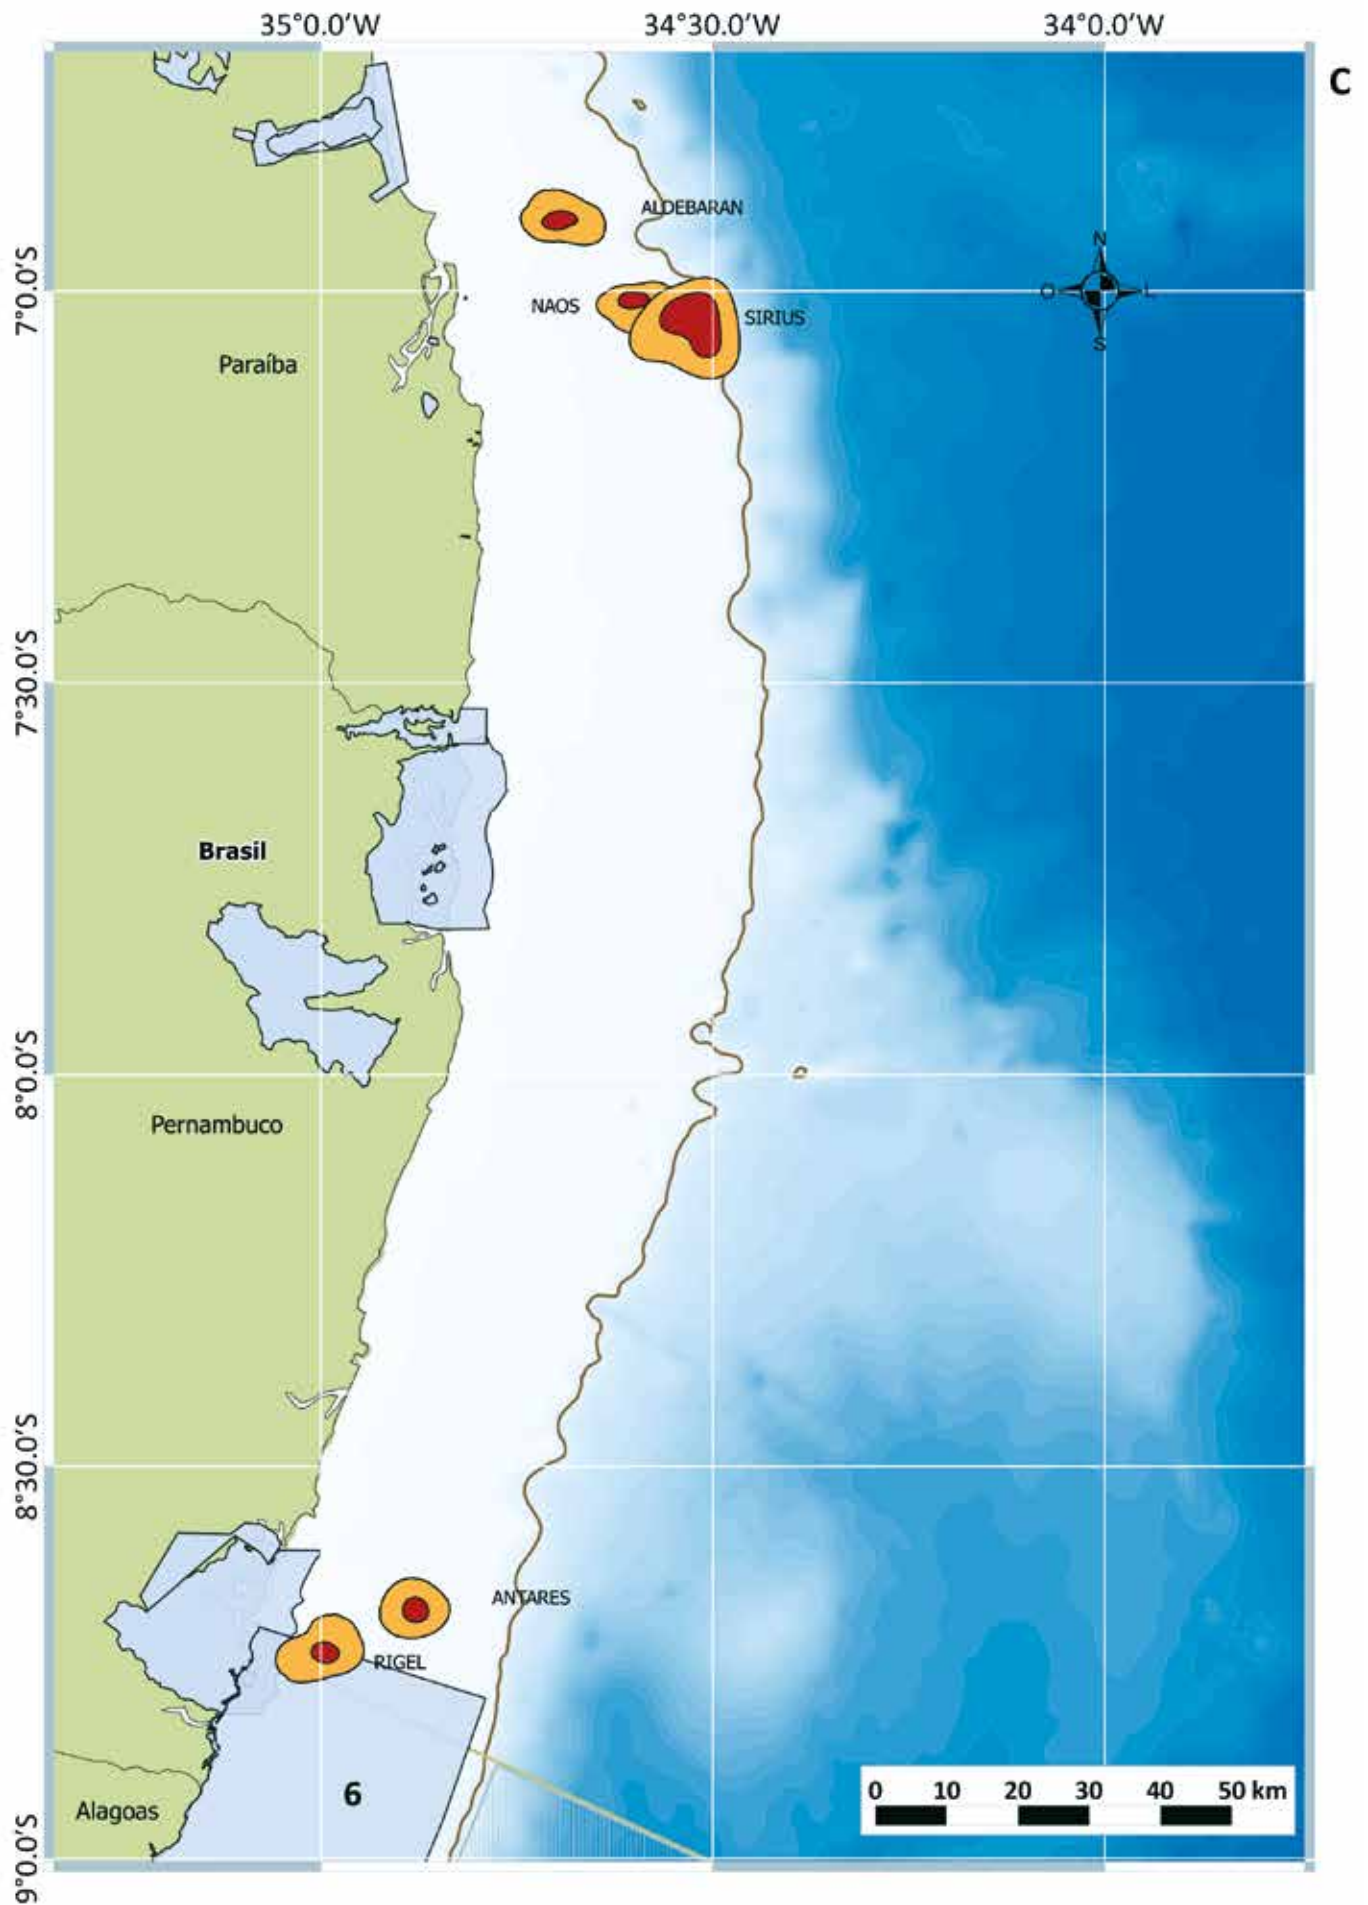 35°0.0′W 34°30.0′W 34°0.0′W
C
ALDEBARAN
7°0.0′S
NAOS
SIRIUS
N
O L
S
Paraíba
7°30.0′S
Brasil
8°0.0′S
Pernambuco
8°30.0′S
ANTARES
RIGEL
6
Alagoas
0 10 20 30 40 50 km
9°0.0′S